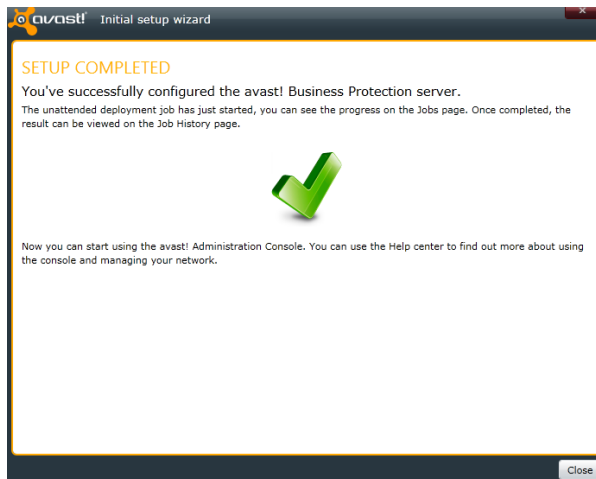 avast! Initial setup wizard
SETUP COMPLETED
You've successfully configured the avast! Business Protection server.
The unattended deployment job has just started, you can see the progress on the Jobs page. Once completed, the
result can be viewed on the Job History page.
Now you can start using the avast! Administration Console. You can use the Help center to find out more about using
the console and managing your network.
Close